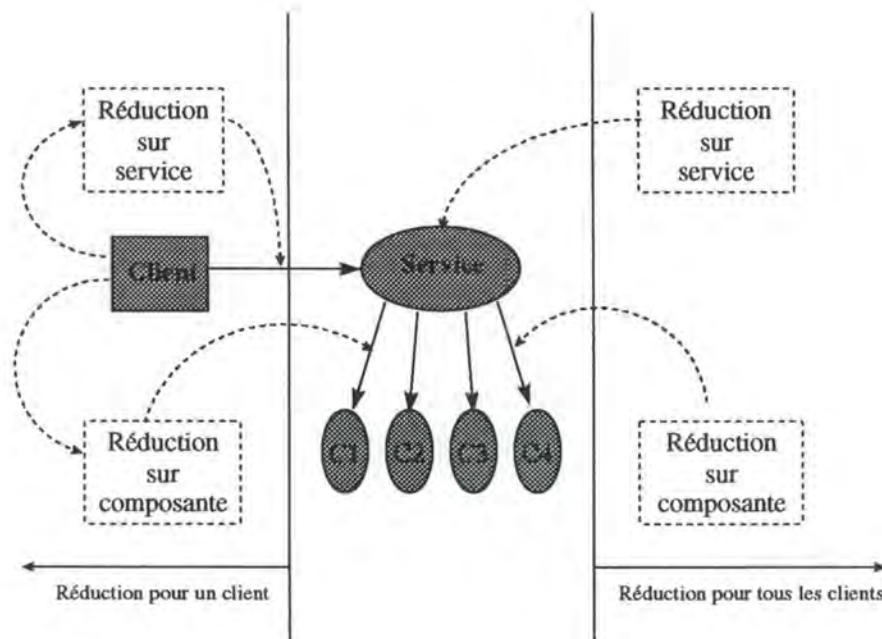 Réduction
sur
service
Réduction
sur
service
Client
Service
C1
C2
C3
C4
Réduction
sur
composante
Réduction
sur
composante
Réduction pour un client
Réduction pour tous les clients